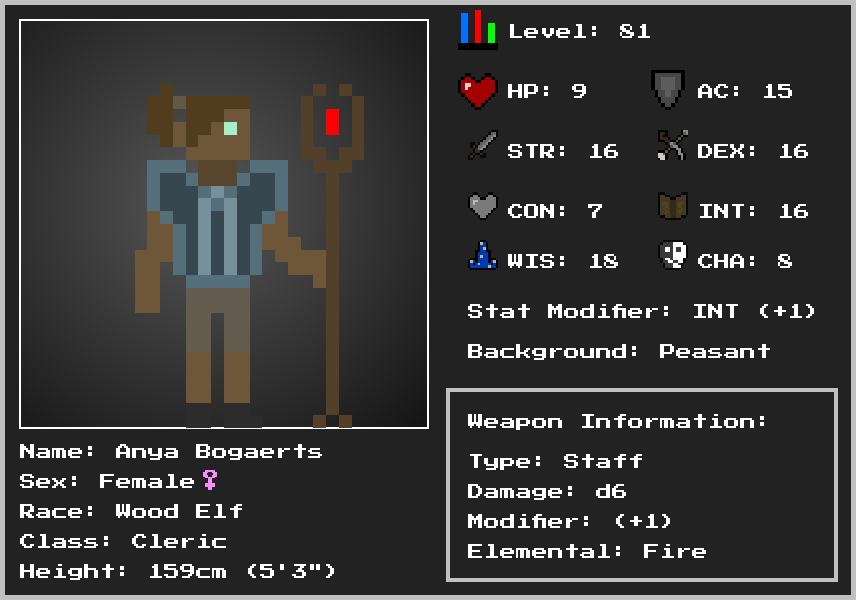 Level: 81
HP: 9
AC: 15
STR: 16
DEX: 16
CON: 7
INT: 16
WIS: 18
CHA: 8
Stat Modifier: INT (+1)
Background: Peasant
Weapon Information:
Type: Staff
Damage: d6
Modifier: (+1)
Elemental: Fire
Name: Anya Bogaerts
Sex: Female♀
Race: Wood Elf
Class: Cleric
Height: 159cm (5'3")